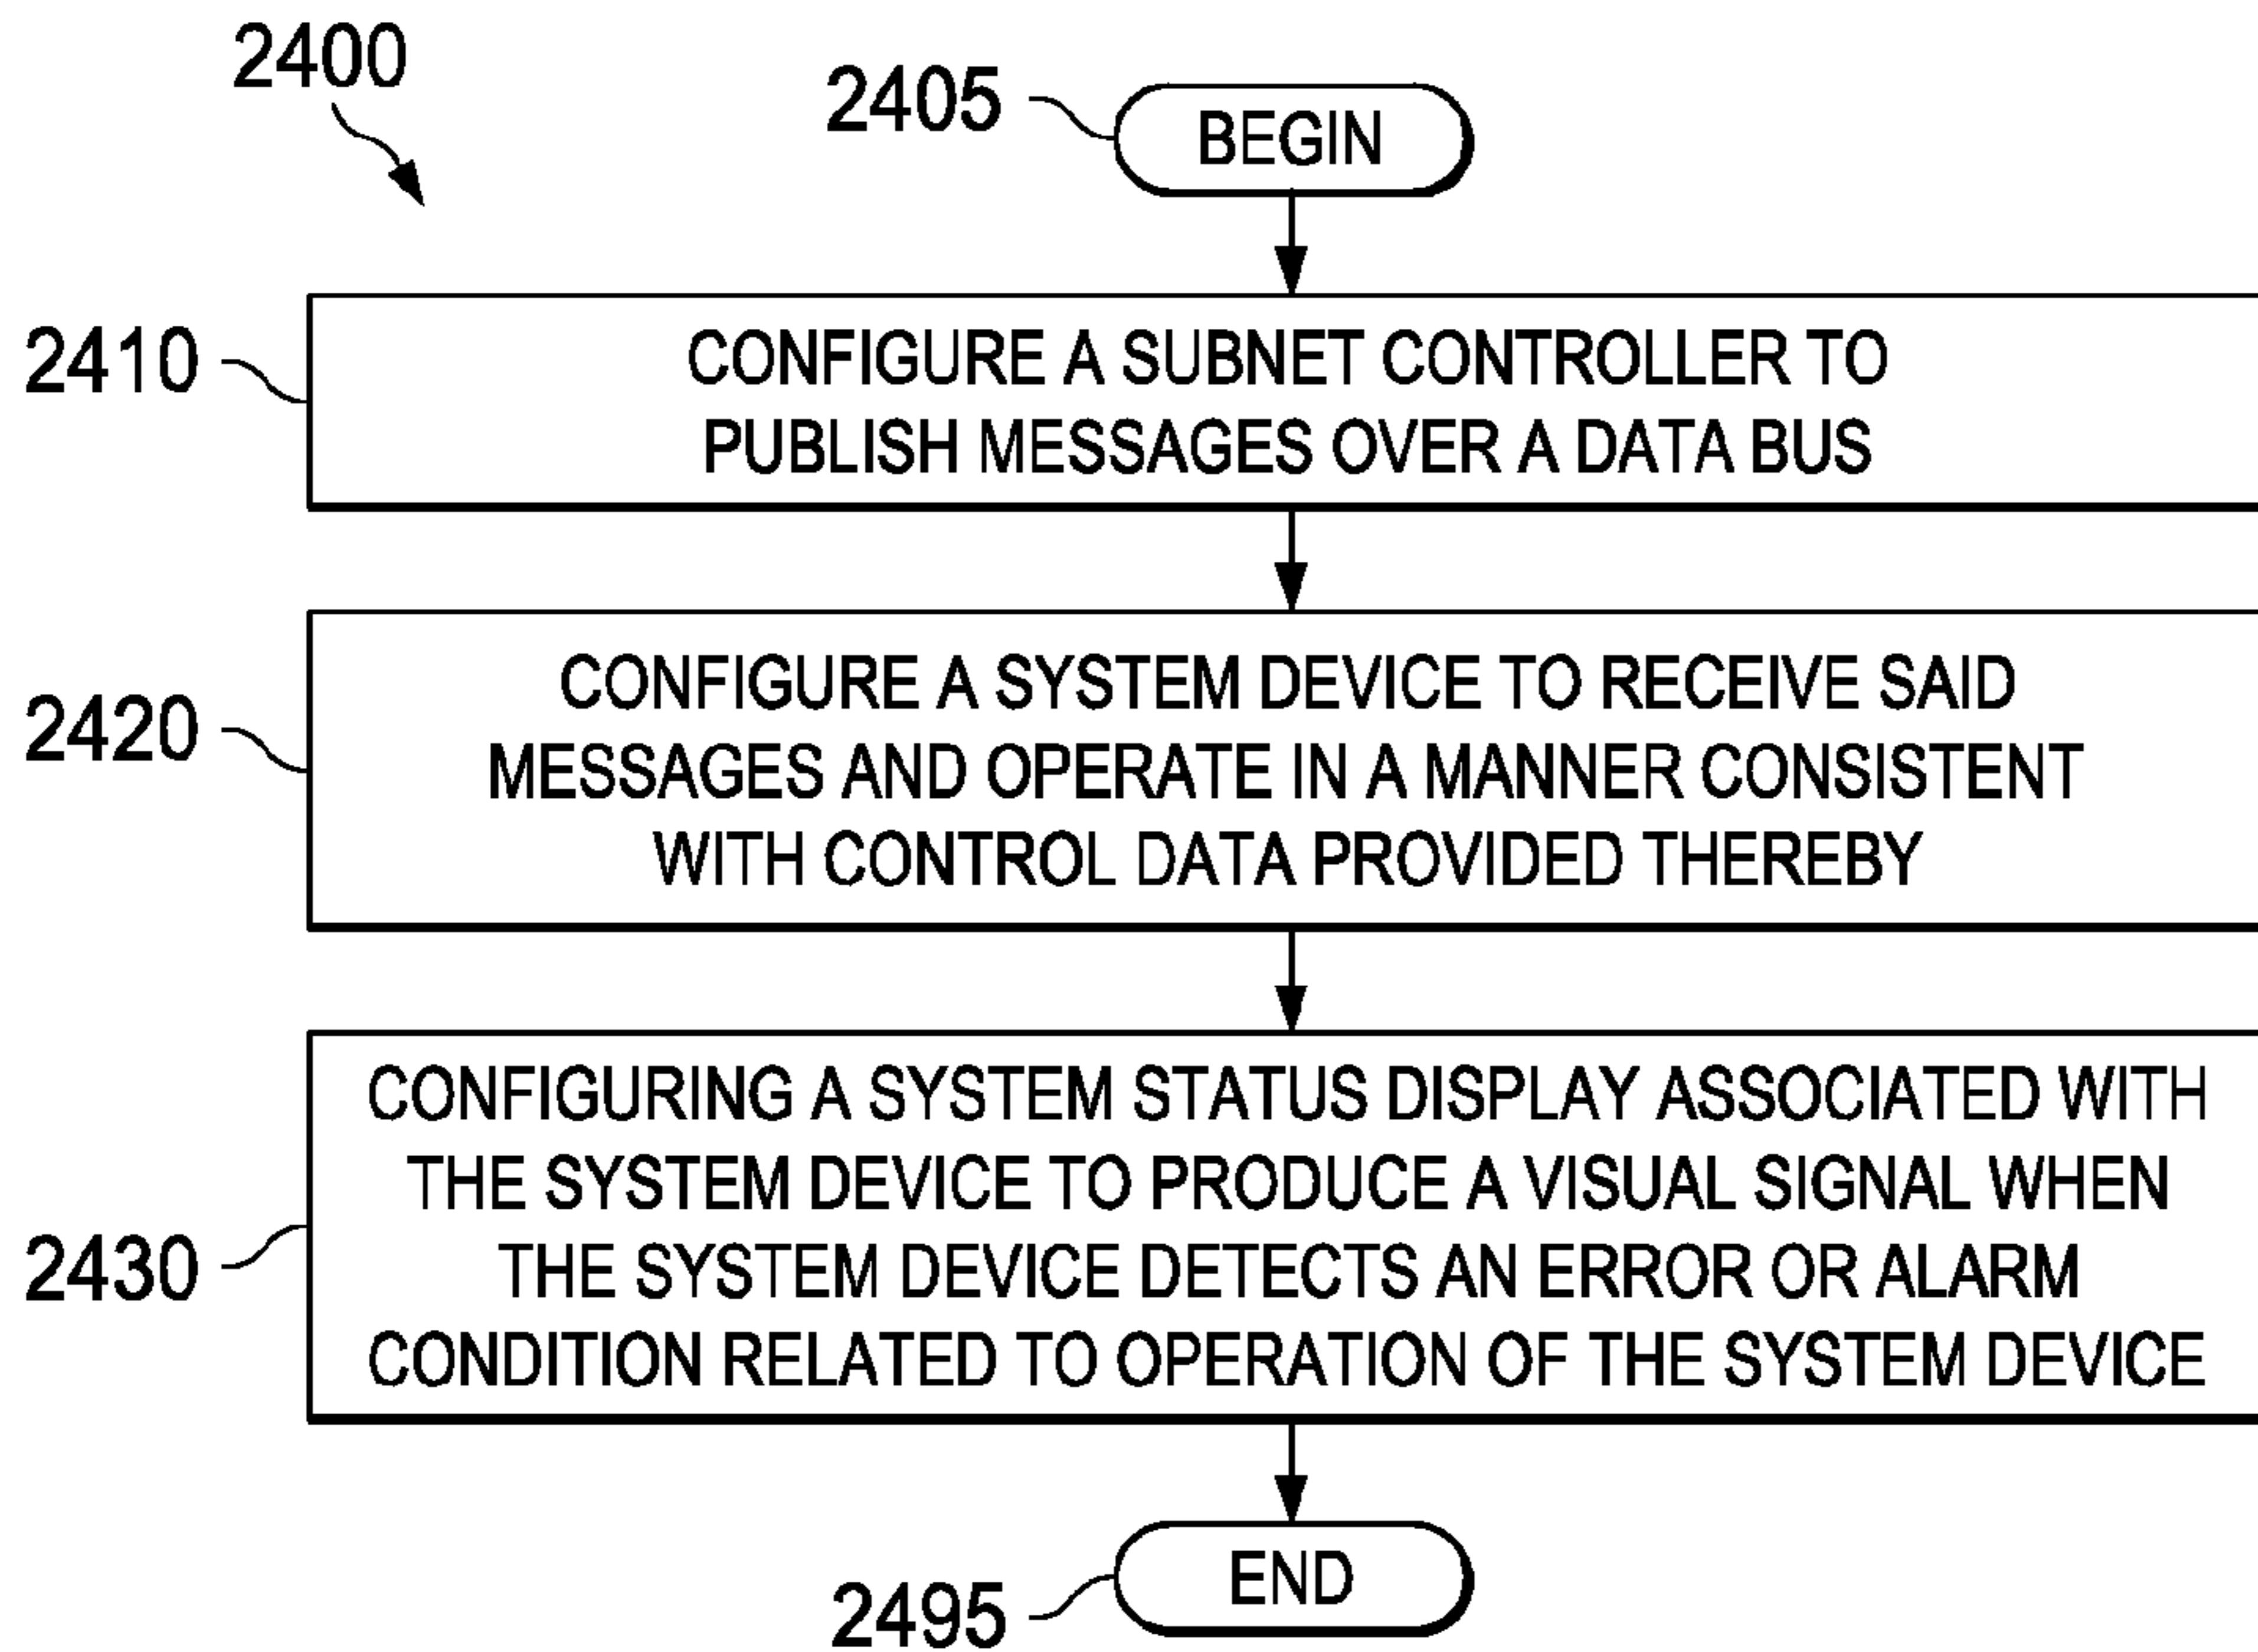 2400
2405
BEGIN
2410
CONFIGURE A SUBNET CONTROLLER TO
PUBLISH MESSAGES OVER A DATA BUS
2420
CONFIGURE A SYSTEM DEVICE TO RECEIVE SAID
MESSAGES AND OPERATE IN A MANNER CONSISTENT
WITH CONTROL DATA PROVIDED THEREBY
2430
CONFIGURING A SYSTEM STATUS DISPLAY ASSOCIATED WITH
THE SYSTEM DEVICE TO PRODUCE A VISUAL SIGNAL WHEN
THE SYSTEM DEVICE DETECTS AN ERROR OR ALARM
CONDITION RELATED TO OPERATION OF THE SYSTEM DEVICE
END
2495